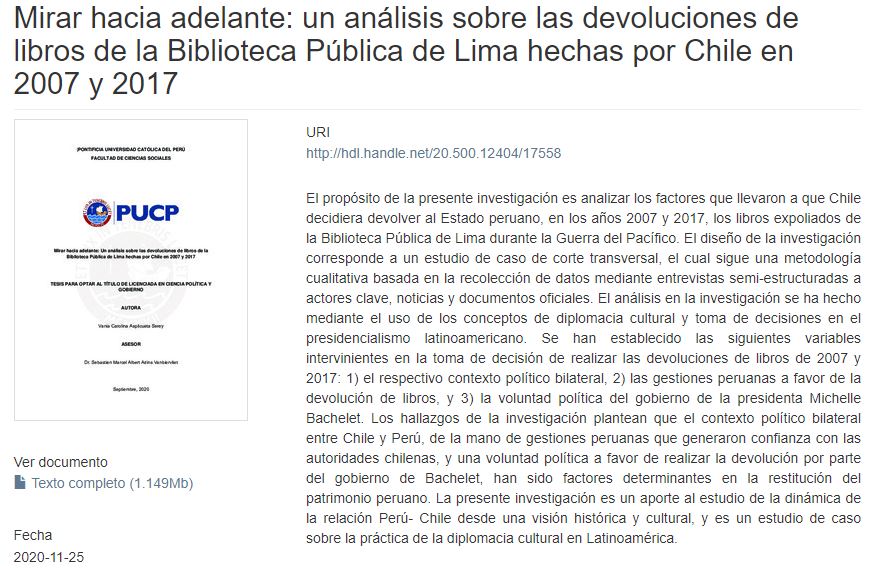 Mirar hacia adelante: un análisis sobre las devoluciones de
libros de la Biblioteca Pública de Lima hechas por Chile en
2007 y 2017
PONTIFICIA UNIVERSIDAD CATÓLICA DEL PERÚ
FACULTAD DE CIENCIAS SOCIALES
PUCP
Mirar hacia adelante: Un análisis sobre las devoluciones de libros de la
Biblioteca Pública de Lima hechas por Chile en 2007 y 2017
TESIS PARA OPTAR AL TÍTULO DE LICENCIADA EN CIENCIA POLÍTICA Y
GOBIERNO
AUTORA
Vania Carolina
ASESOR
Dr. Sebastien Marcel Albert Adins
Septiembre, 2020
Ver documento
Texto completo (1.149Mb)
Fecha
2020-11-25
URI
http://hdl.handle.net/20.500.12404/17558
El propósito de la presente investigación es analizar los factores que llevaron a que Chile
decidiera devolver al Estado peruano, en los años 2007 y 2017, los libros expoliados de
la Biblioteca Pública de Lima durante la Guerra del Pacífico. El diseño de la investigación
corresponde a un estudio de caso de corte transversal, el cual sigue una metodología
cualitativa basada en la recolección de datos mediante entrevistas semi-estructuradas a
actores clave, noticias y documentos oficiales. El análisis en la investigación se ha hecho
mediante el uso de los conceptos de diplomacia cultural y toma de decisiones en el
presidencialismo latinoamericano. Se han establecido las siguientes variables
intervinientes en la toma de decisión de realizar las devoluciones de libros de 2007 y
2017: 1) el respectivo contexto político bilateral, 2) las gestiones peruanas a favor de la
devolución de libros, y 3) la voluntad política del gobierno de la presidenta Michelle
Bachelet. Los hallazgos de la investigación plantean que el contexto político bilateral
entre Chile y Perú, de la mano de gestiones peruanas que generaron confianza con las
autoridades chilenas, y una voluntad política a favor de realizar la devolución por parte
del gobierno de Bachelet, han sido factores determinantes en la restitución del
patrimonio peruano. La presente investigación es un aporte al estudio de la dinámica de
la relación Perú- Chile desde una visión histórica y cultural, y es un estudio de caso
sobre la práctica de la diplomacia cultural en Latinoamérica.